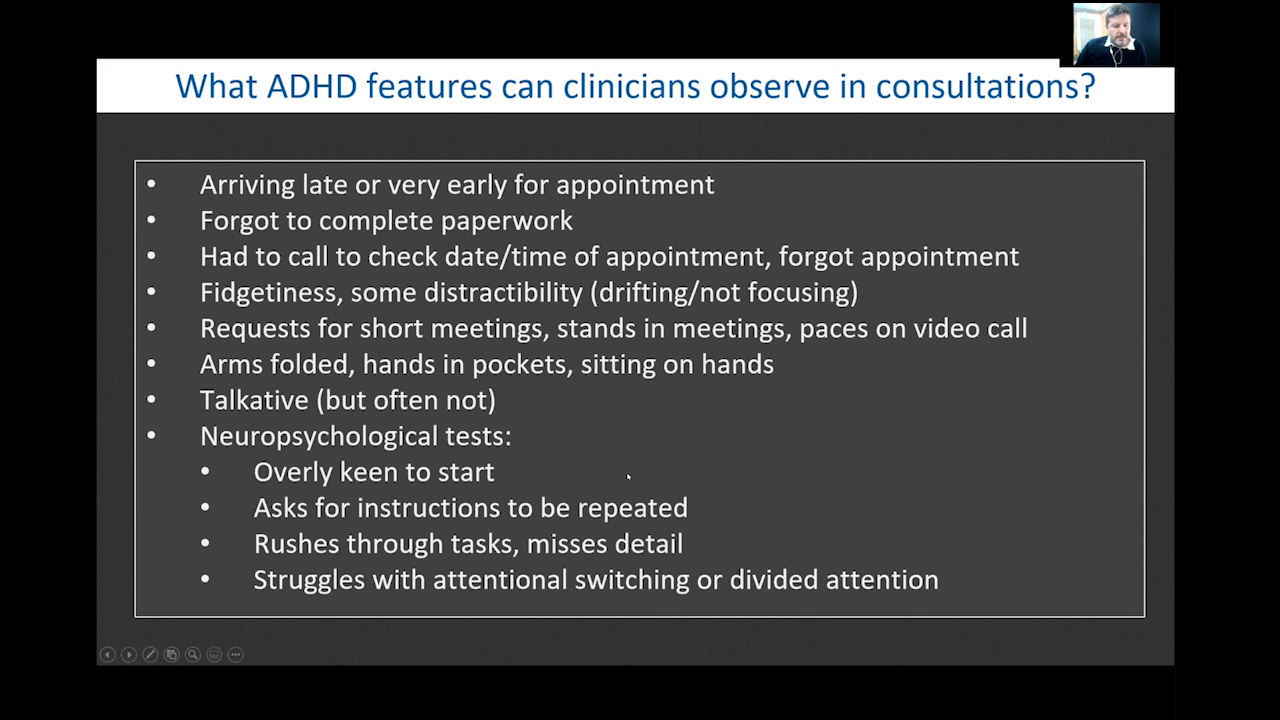 What ADHD features can clinicians observe in consultations?
• Arriving late or very early for appointment
• Forgot to complete paperwork
• Had to call to check date/time of appointment, forgot appointment
• Fidgetiness, some distractibility (drifting/not focusing)
• Requests for short meetings, stands in meetings, paces on video call
• Arms folded, hands in pockets, sitting on hands
• Talkative (but often not)
• Neuropsychological tests:
• Overly keen to start
• Asks for instructions to be repeated
• Rushes through tasks, misses detail
• Struggles with attentional switching or divided attention